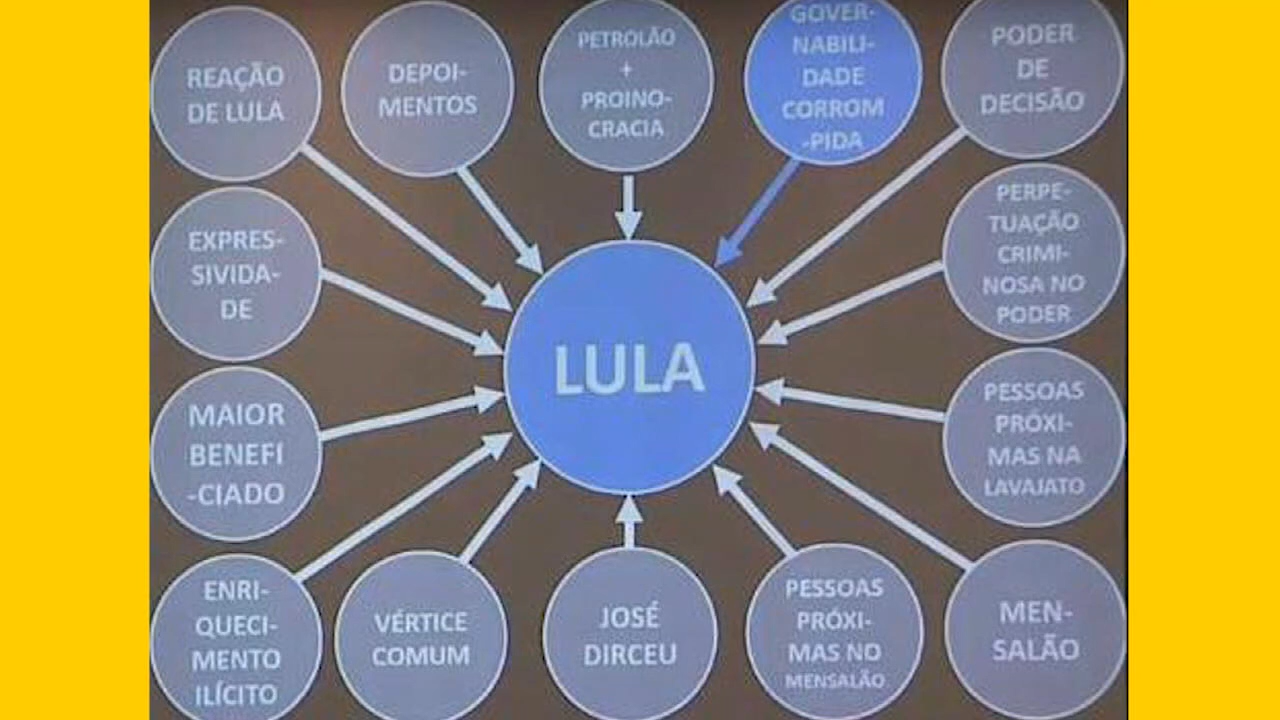 REAÇÃO
DE LULA
DEPOI-
MENTOS
PETROLÃO
+
PROINO-
CRACIA
GOVER-
NABILI-
DADE
CORROM
-PIDA
PODER
DE
DECISÃO
EXPRES-
SIVIDA-
DE
PERPE-
TUAÇÃO
CRIMI-
NOSA NO
PODER
LULA
MAIOR
BENEFI
-CIADO
PESSOAS
PRÓXI-
MAS NA
LAVAJATO
ENRI-
QUECI-
MENTO
ILÍCITO
VÉRTICE
COMUM
JOSÉ
DIRCEU
PESSOAS
PRÓXI-
MAS NO
MENSALÃO
MEN-
SALÃO